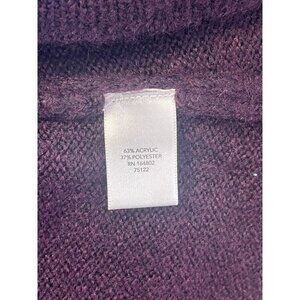 63% ACRYLIC
37% POLYESTER
RN 164802
75122